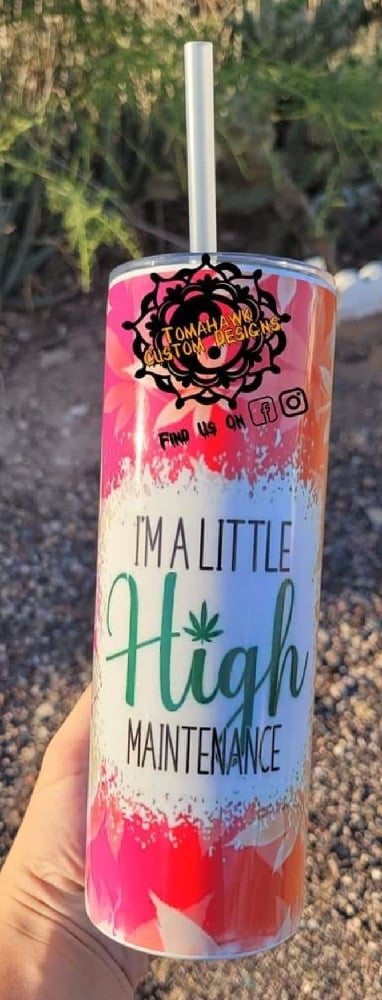 TOMAHAWK
CUSTOM DESIGNS
FIND US ON
I'M A LITTLE
High
MAINTENANCE